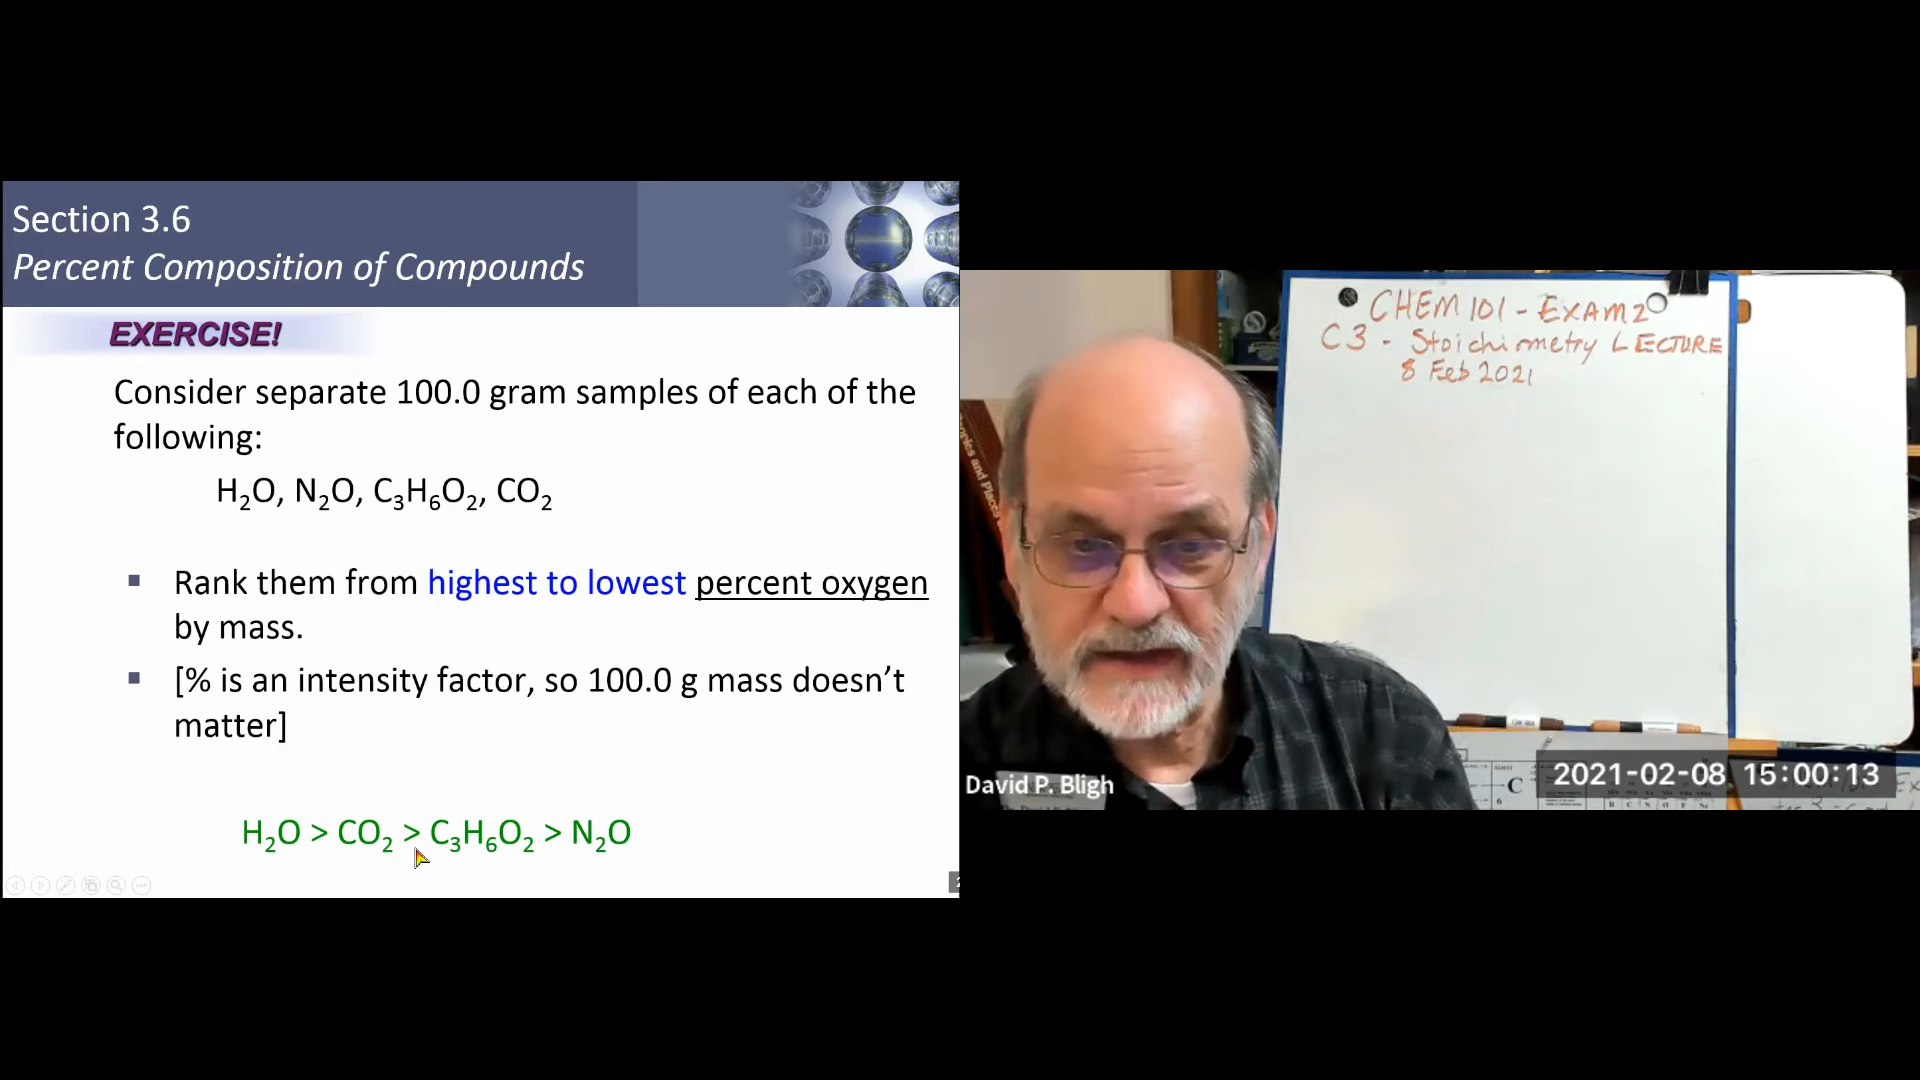 Section 3.6
Percent Composition of Compounds
EXERCISE!
Consider separate 100.0 gram samples of each of the
following:
H₂O, N₂O, C₃H₆O₂, CO₂
▪ Rank them from highest to lowest percent oxygen
by mass.
▪ [% is an intensity factor, so 100.0 g mass doesn’t
matter]
H₂O > CO₂ > C₃H₆O₂ > N₂O
CHEM 101 - EXAM 2
C3 - Stoichiometry LECTURE
8 Feb 2021
and Places
David P. Bligh
2021-02-08 15:00:13
C
6